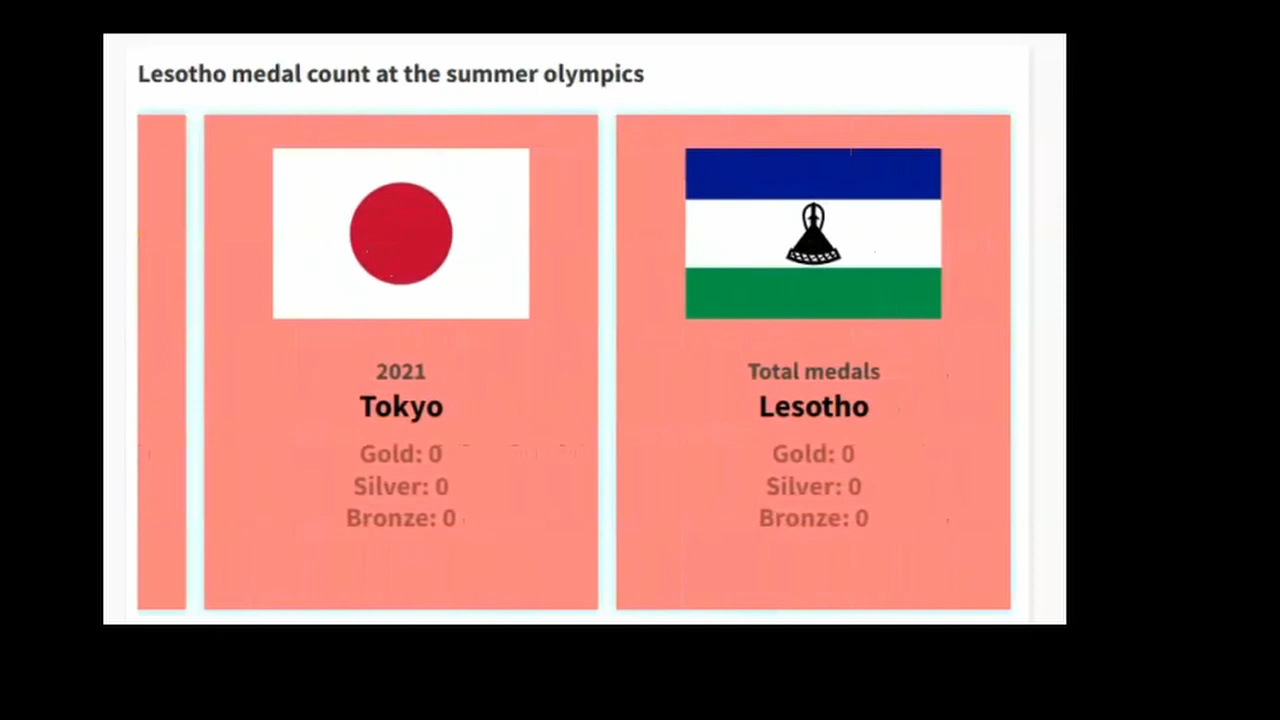 Lesotho medal count at the summer olympics
2021
Tokyo
Gold: 0
Silver: 0
Bronze: 0
Total medals
Lesotho
Gold: 0
Silver: 0
Bronze: 0